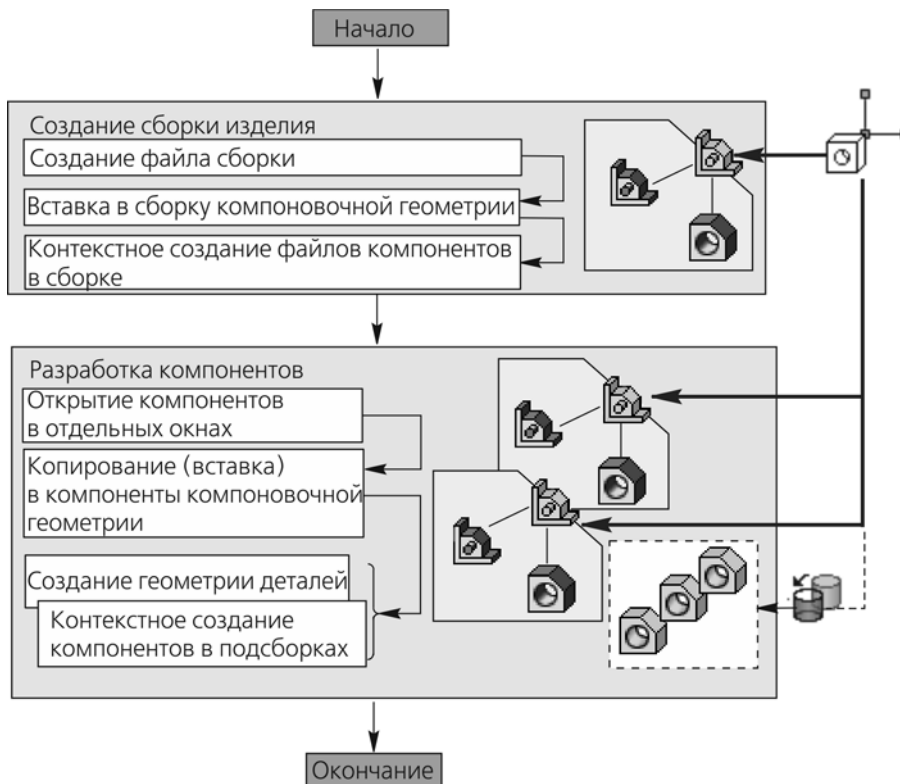 Начало
Создание сборки изделия
Создание файла сборки
Вставка в сборку компоновочной геометрии
Контекстное создание файлов компонентов
в сборке
Разработка компонентов
Открытие компонентов
в отдельных окнах
Копирование (вставка)
в компоненты компоновочной
геометрии
Создание геометрии деталей
Контекстное создание
компонентов в подсборках
Окончание